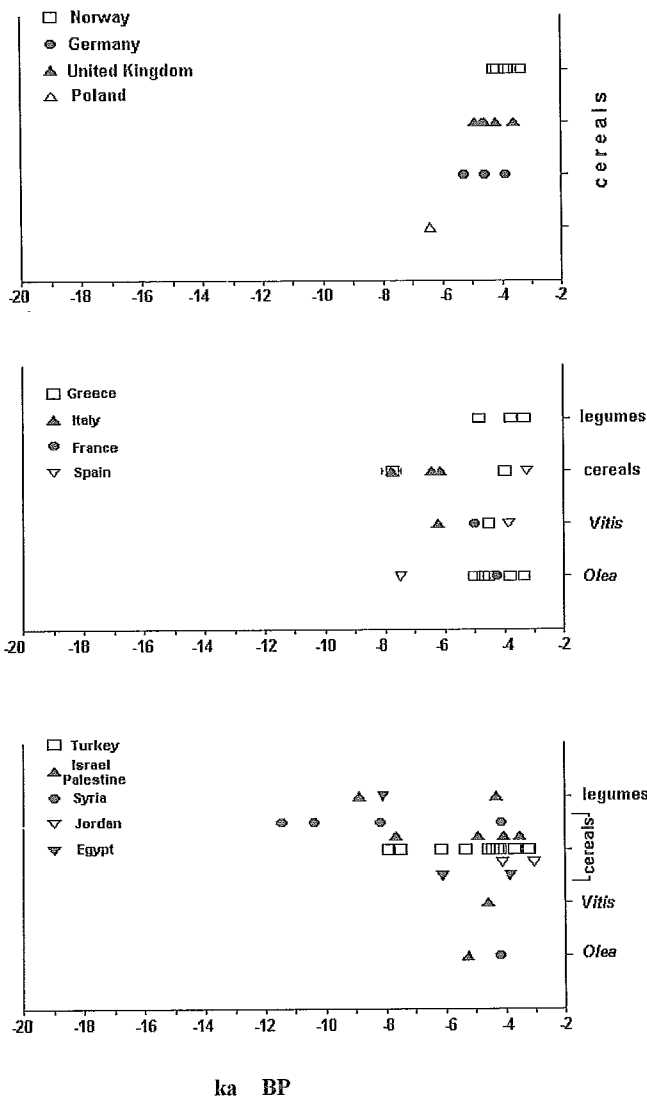 Norway
Germany
United Kingdom
Poland
cereals
-20 -18 -16 -14 -12 -10 -8 -6 -4 -2
Greece
Italy
France
Spain
legumes
cereals
Vitis
Olea
-20 -18 -16 -14 -12 -10 -8 -6 -4 -2
Turkey
Israel
Palestine
Syria
Jordan
Egypt
legumes
cereals
Vitis
Olea
-20 -18 -16 -14 -12 -10 -8 -6 -4 -2
ka BP